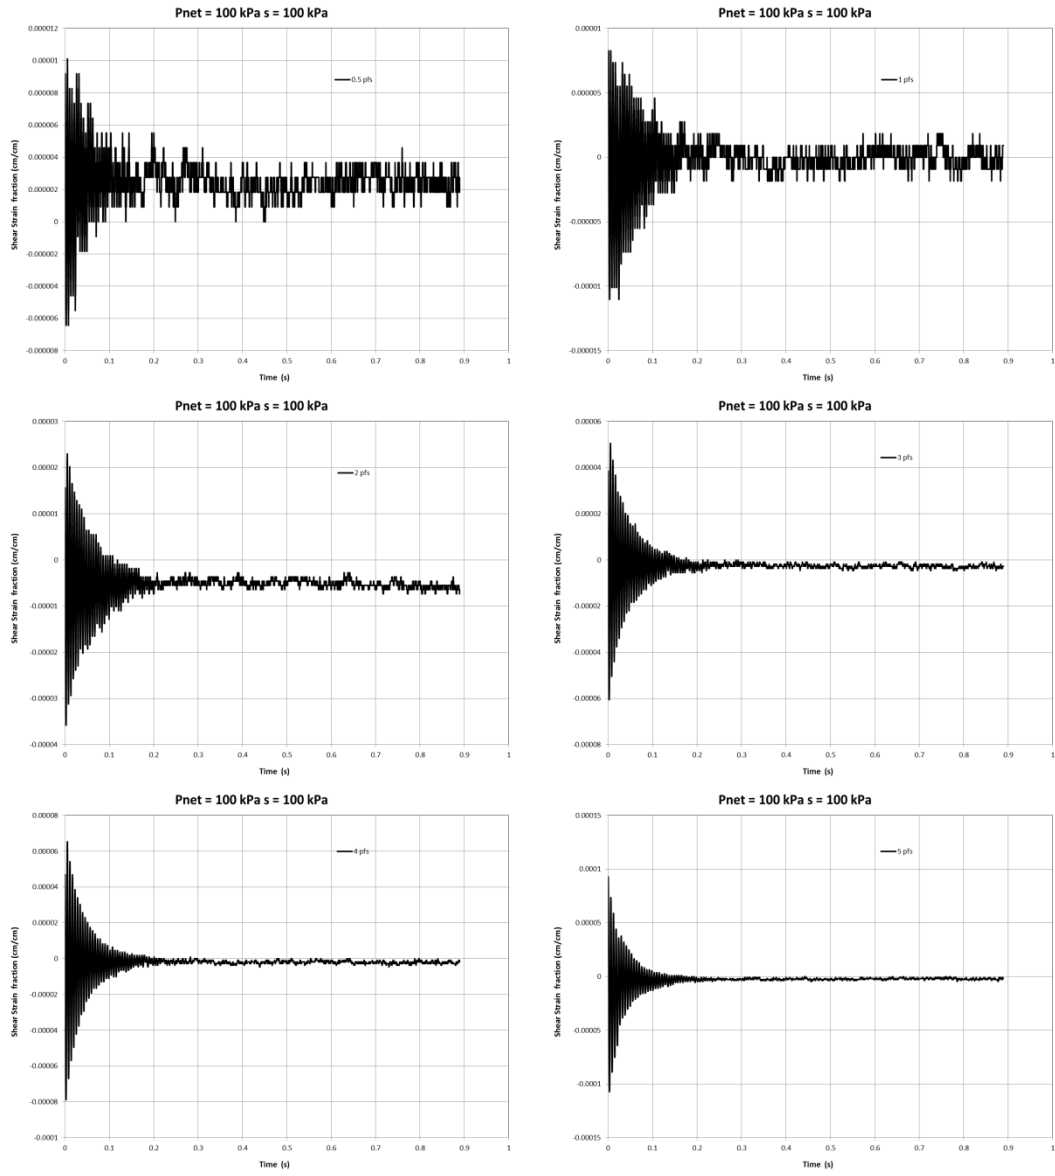 Pnet = 100 kPa s = 100 kPa
0.000012
0.00001
0.000008
0.000006
0.000004
0.000002
0
-0.000002
-0.000004
-0.000006
-0.000008
Shear Strain fraction (cm/cm)
0.5 pfs
0 0.1 0.2 0.3 0.4 0.5 0.6 0.7 0.8 0.9 1
Time (s)
Pnet = 100 kPa s = 100 kPa
0.00001
0.000005
0
-0.000005
-0.00001
-0.000015
Shear Strain fraction (cm/cm)
1 pfs
0 0.1 0.2 0.3 0.4 0.5 0.6 0.7 0.8 0.9 1
Time (s)
Pnet = 100 kPa s = 100 kPa
0.00003
0.00002
0.00001
0
-0.00001
-0.00002
-0.00003
-0.00004
Shear Strain fraction (cm/cm)
2 pfs
0 0.1 0.2 0.3 0.4 0.5 0.6 0.7 0.8 0.9 1
Time (s)
Pnet = 100 kPa s = 100 kPa
0.00006
0.00004
0.00002
0
-0.00002
-0.00004
-0.00006
-0.00008
Shear Strain fraction (cm/cm)
3 pfs
0 0.1 0.2 0.3 0.4 0.5 0.6 0.7 0.8 0.9 1
Time (s)
Pnet = 100 kPa s = 100 kPa
0.00008
0.00006
0.00004
0.00002
0
-0.00002
-0.00004
-0.00006
-0.00008
-0.0001
Shear Strain fraction (cm/cm)
4 pfs
0 0.1 0.2 0.3 0.4 0.5 0.6 0.7 0.8 0.9 1
Time (s)
Pnet = 100 kPa s = 100 kPa
0.00015
0.0001
0.00005
0
-0.00005
-0.0001
-0.00015
Shear Strain fraction (cm/cm)
5 pfs
0 0.1 0.2 0.3 0.4 0.5 0.6 0.7 0.8 0.9 1
Time (s)